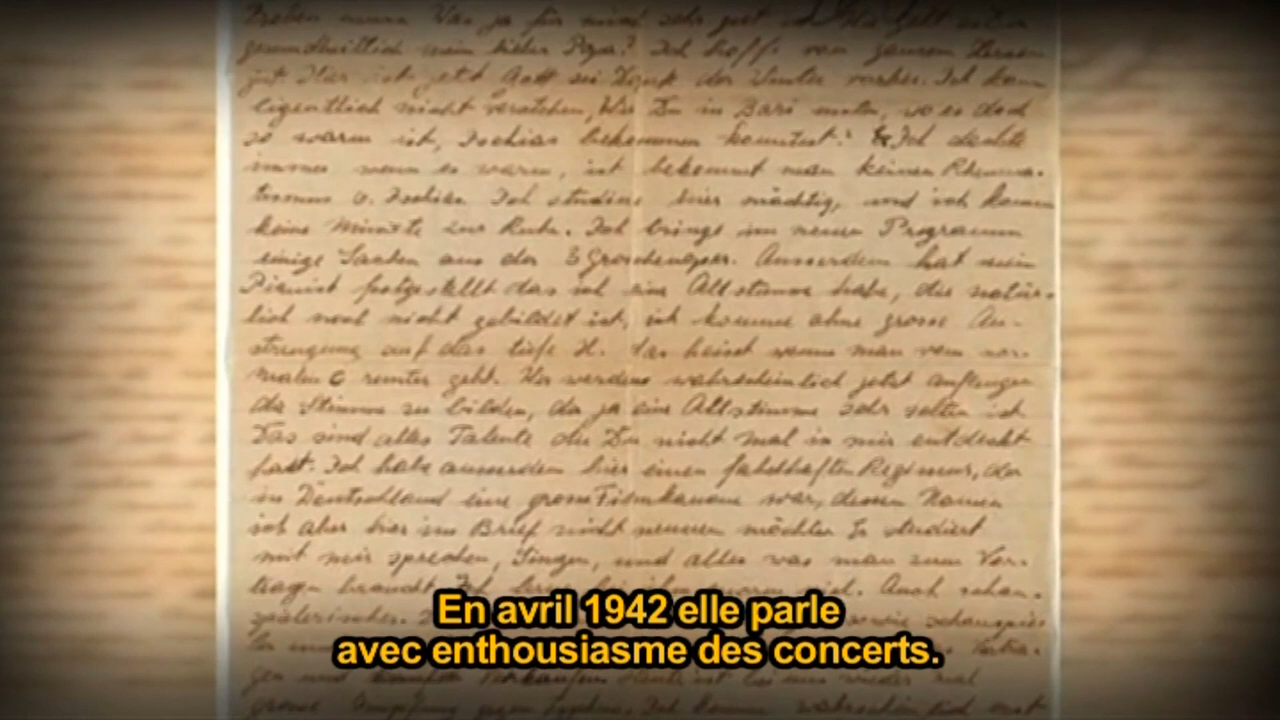 gesundheitlich mein lieber Papa? Ich hoffe von ganzem Herzen
gut. Hier ist jetzt Gott sei Dank der Winter vorbei. Ich kann
eigentlich nicht verstehen, Wie Du in Bari wo es doch
so warm ist, Ischias bekommen konntest? Ich dachte
immer wenn es warm, ist bekommt man keinen Rheuma-
tismus o. Ischias. Ich studiere hier mächtig, und ich komme
keine Minute zur Ruhe. Ich bringe im neuen Programm
einige Sachen aus der 3 Groschenoper. Ausserdem hat mein
Pianist festgestellt das ich eine Altstimme habe, die natür-
lich noch nicht gebildet ist, ich komme ohne grosse An-
strengung auf das tiefe H. das heisst wenn man vom nor-
malen C runter geht. Wir werden wahrscheinlich jetzt anfangen
die Stimme zu bilden, da ja eine Altstimme sehr selten ist
Das sind alles Talente die Du nicht mal in mir entdeckt
hast. Ich habe ausserdem hier einen fabelhaften Regisseur, der
in Deutschland eine grosse Filmkanone war, dessen Namen
ich aber hier im Brief nicht nennen möchte. Er studiert
mit mir sprechen, Singen, und alles was man zum Vor-
tragen braucht. Ich viel. Auch schau-
spielerisches.
En avril 1942 elle parle
avec enthousiasme des concerts.